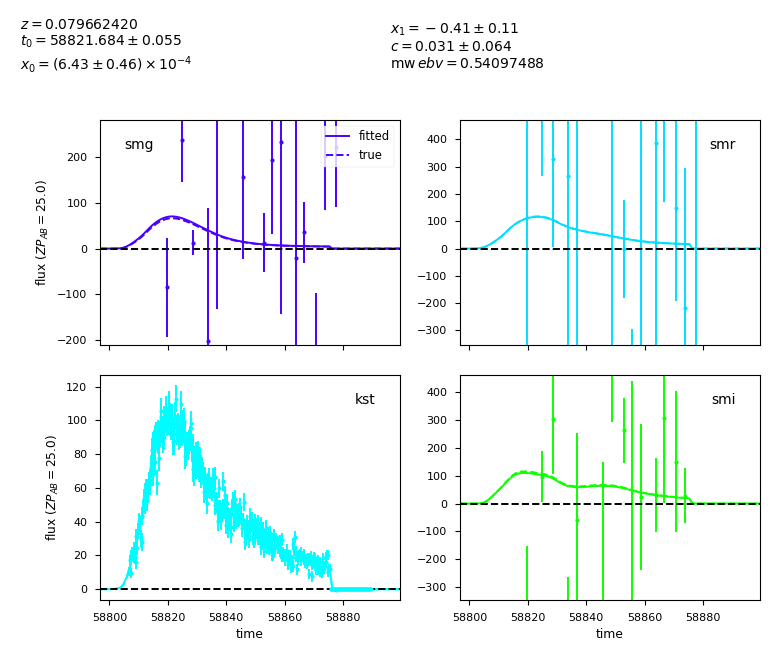 z = 0.079662420
t₀ = 58821.684 ± 0.055
x₀ = (6.43 ± 0.46) × 10⁻⁴
x₁ = −0.41 ± 0.11
c = 0.031 ± 0.064
mw ebv = 0.54097488
smg
fitted
true
200
100
0
−100
−200
flux (ZP_AB = 25.0)
smr
400
300
200
100
0
−100
−200
−300
kst
120
100
80
60
40
20
0
flux (ZP_AB = 25.0)
58800 58820 58840 58860 58880
time
smi
400
300
200
100
0
−100
−200
−300
58800 58820 58840 58860 58880
time